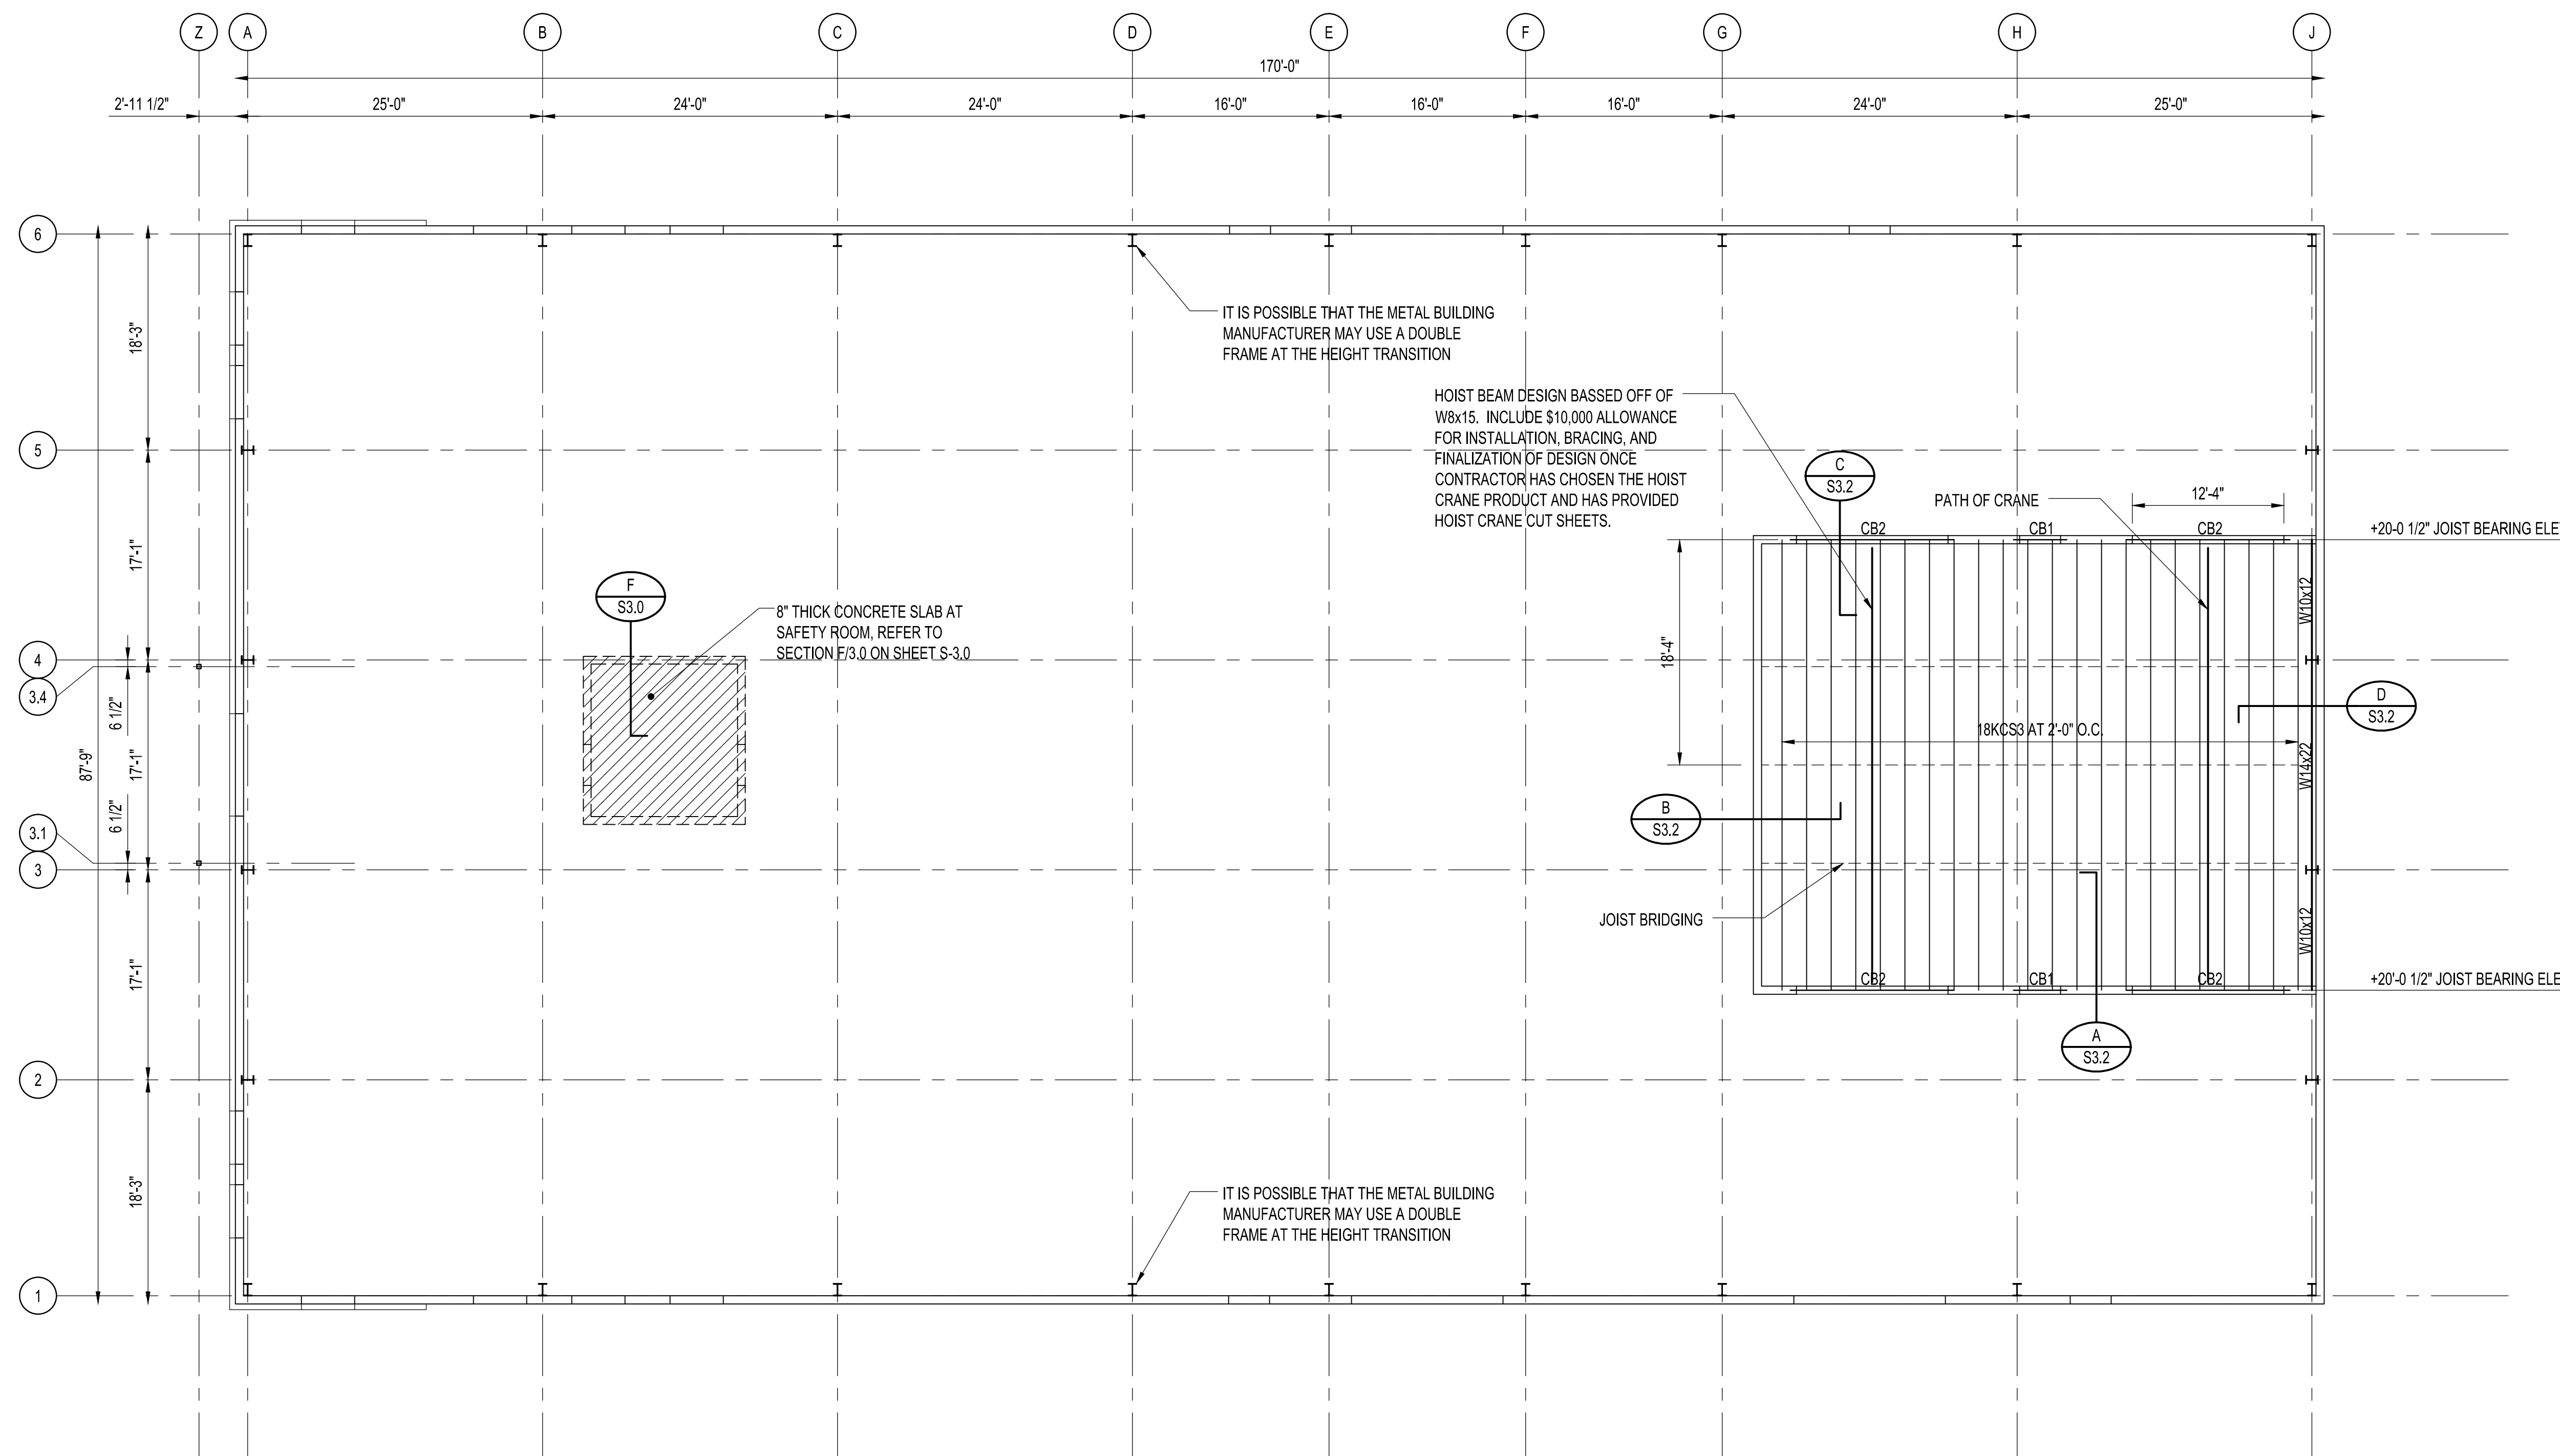 Z
A
B
C
D
E
F
G
H
J
170'-0"
2'-11 1/2"
25'-0"
24'-0"
24'-0"
16'-0"
16'-0"
16'-0"
24'-0"
25'-0"
6
18'-3"
IT IS POSSIBLE THAT THE METAL BUILDING
MANUFACTURER MAY USE A DOUBLE
FRAME AT THE HEIGHT TRANSITION
HOIST BEAM DESIGN BASSED OFF OF
W8x15. INCLUDE $10,000 ALLOWANCE
FOR INSTALLATION, BRACING, AND
FINALIZATION OF DESIGN ONCE
CONTRACTOR HAS CHOSEN THE HOIST
CRANE PRODUCT AND HAS PROVIDED
HOIST CRANE CUT SHEETS.
5
C
S3.2
PATH OF CRANE
12'-4"
CB2
CB1
CB2
+20-0 1/2" JOIST BEARING ELE
17'-1"
F
S3.0
8" THICK CONCRETE SLAB AT
SAFETY ROOM, REFER TO
SECTION F/3.0 ON SHEET S-3.0
W10x12
18'-4"
4
3.4
6 1/2"
D
S3.2
18KCS3 AT 2'-0" O.C.
87'-9"
17'-1"
W14x22
6 1/2"
B
S3.2
3.1
3
JOIST BRIDGING
W10x12
17'-1"
CB2
CB1
CB2
+20'-0 1/2" JOIST BEARING ELE
A
S3.2
2
18'-3"
IT IS POSSIBLE THAT THE METAL BUILDING
MANUFACTURER MAY USE A DOUBLE
FRAME AT THE HEIGHT TRANSITION
1